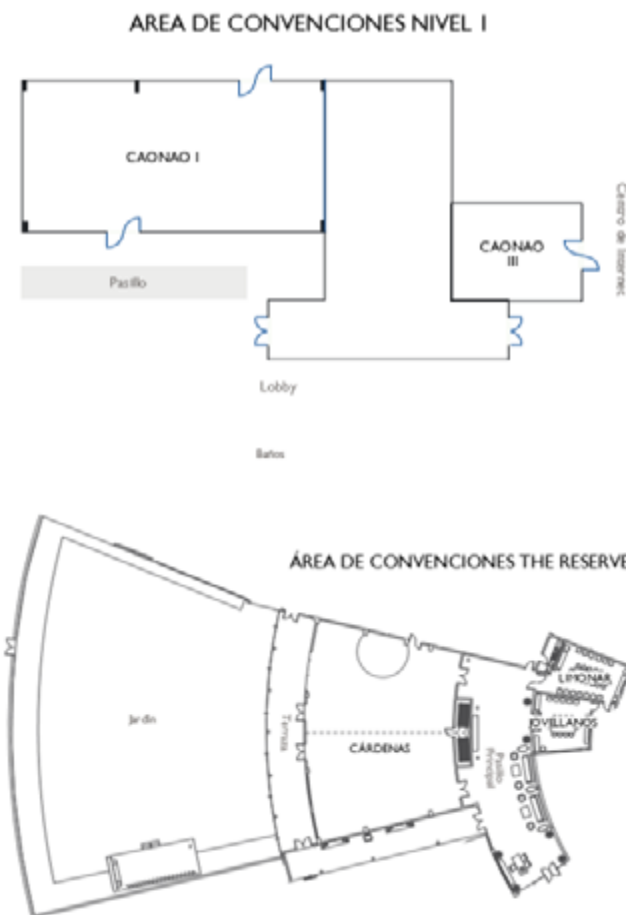 AREA DE CONVENCIONES NIVEL I
CAONAO I
CAONAO
III
Centro de Internet
Pasillo
Lobby
Baños
ÁREA DE CONVENCIONES THE RESERVE
LIMONAR
JOVELLANOS
Jardín
Terraza
CÁRDENAS
Pasillo
Principal